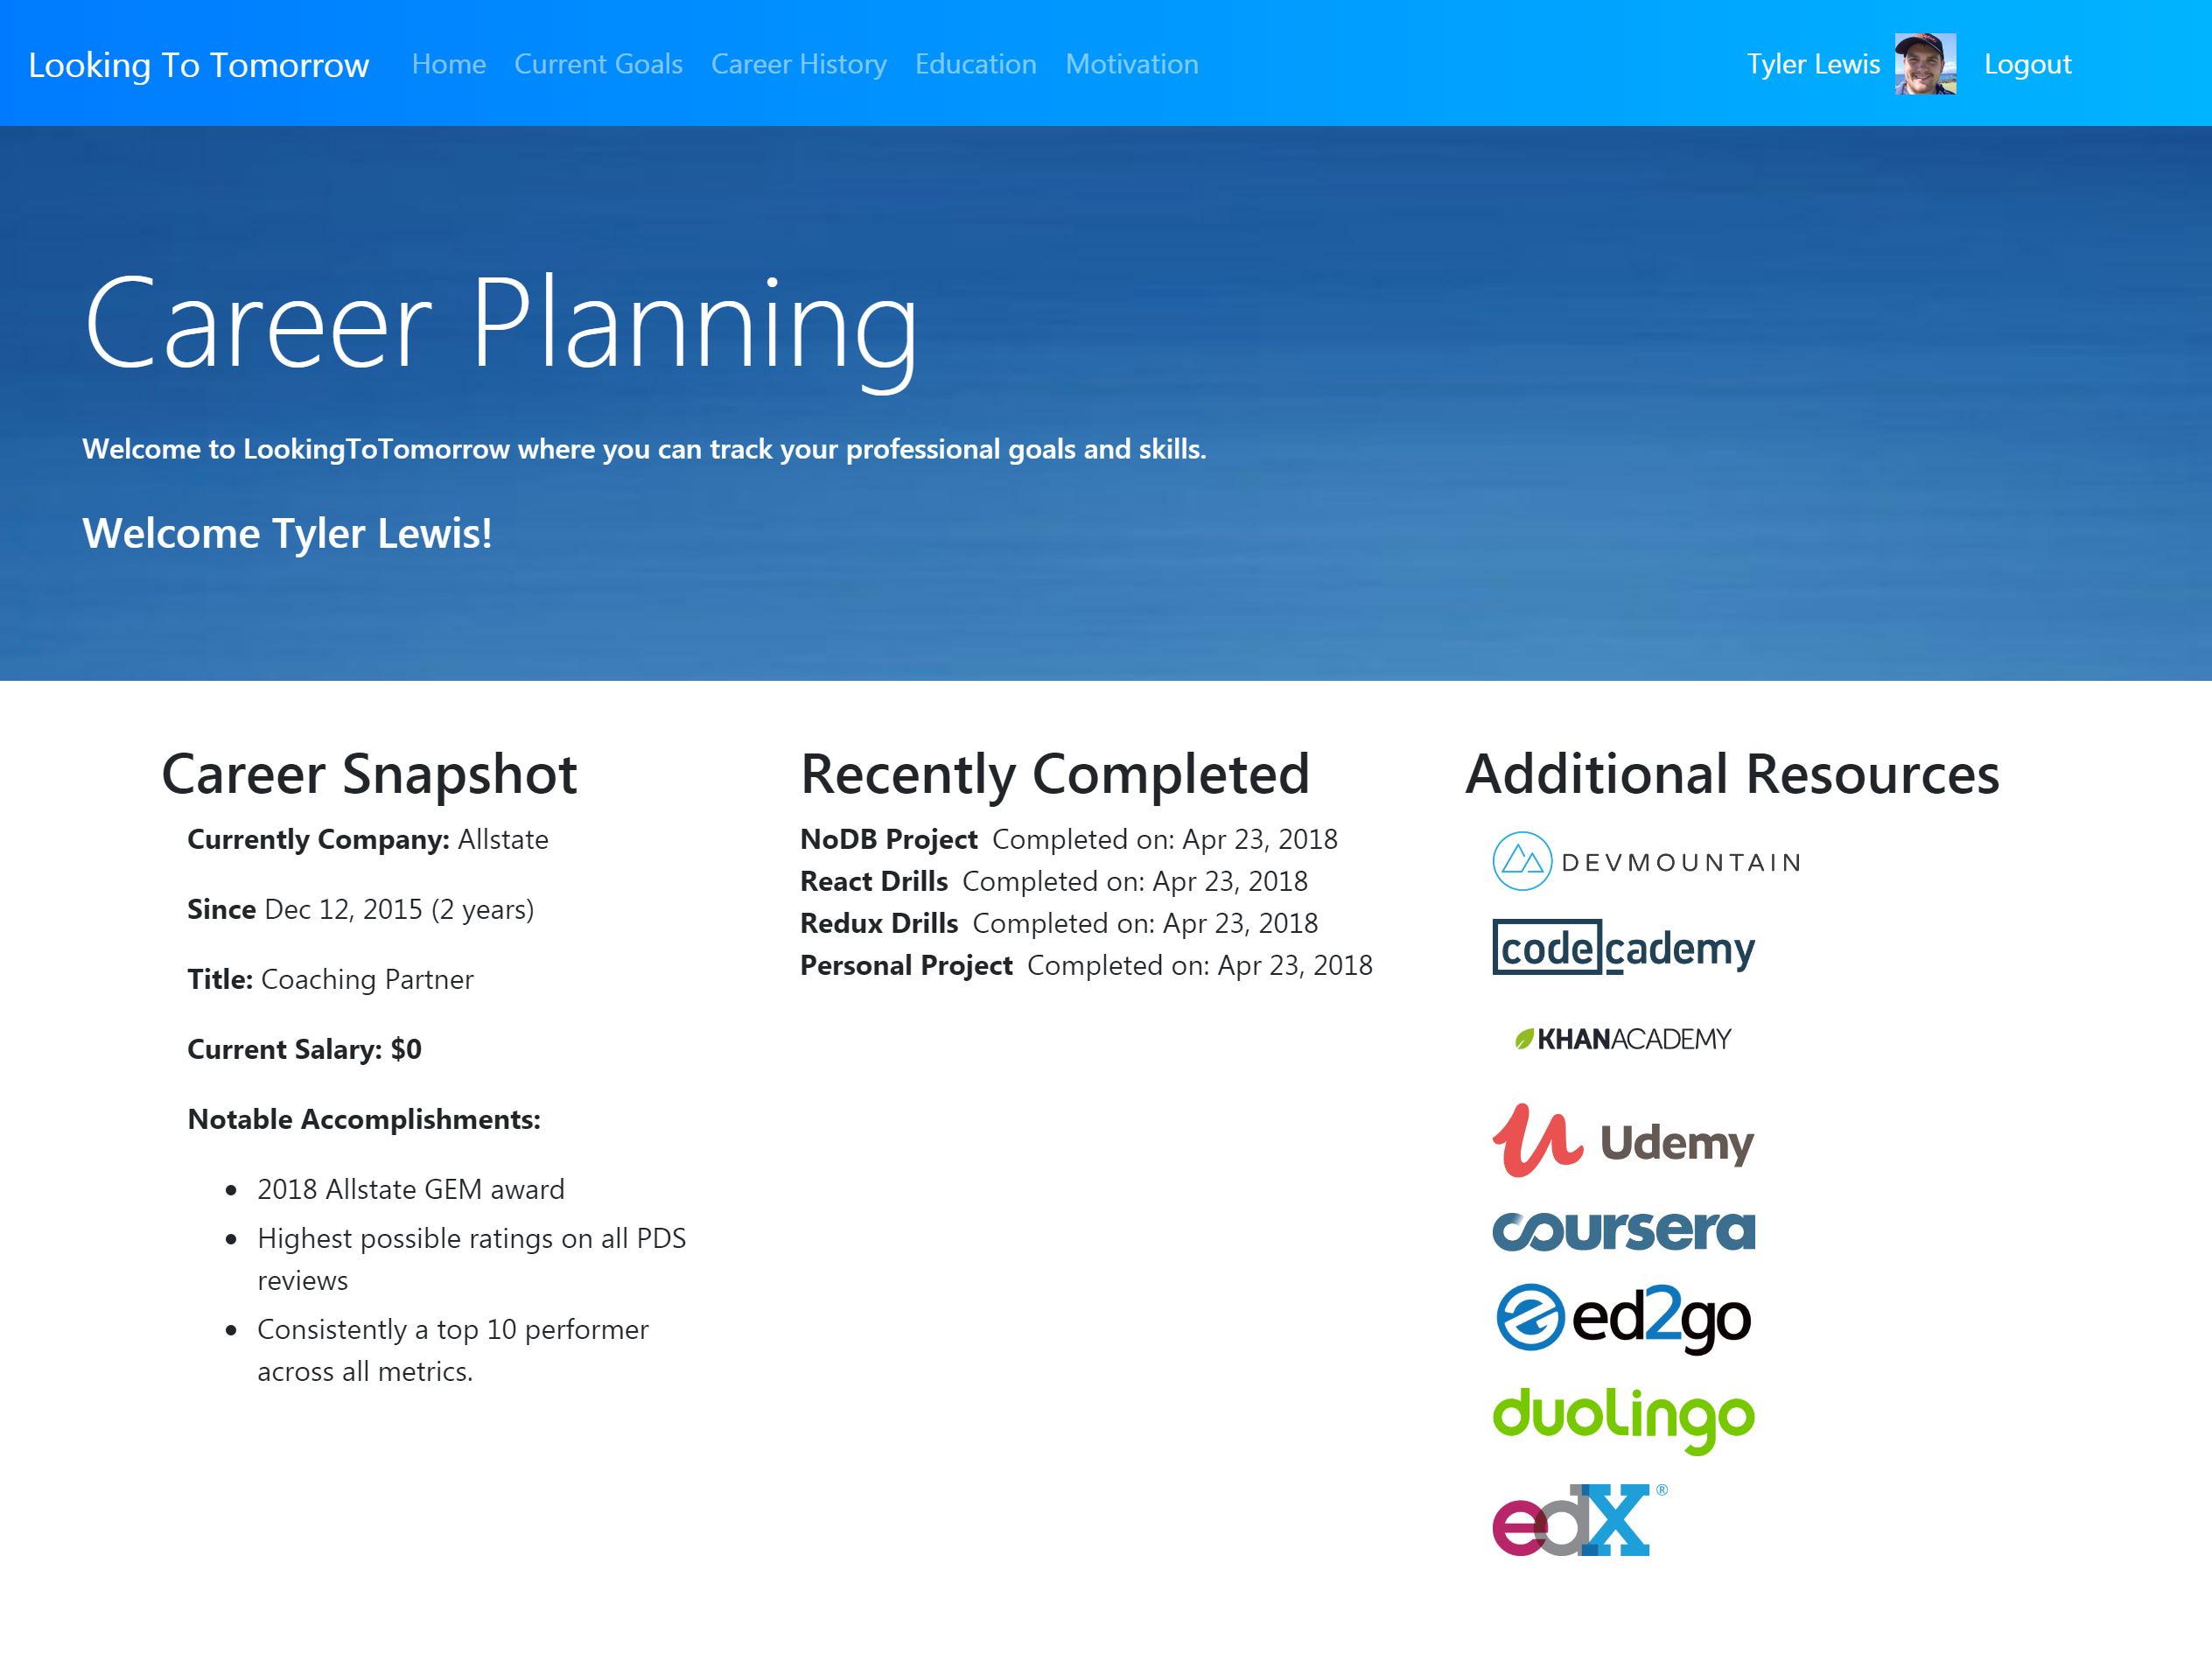 Looking To Tomorrow Home Current Goals Career History Education Motivation Tyler Lewis Logout
Career Planning
Welcome to LookingToTomorrow where you can track your professional goals and skills.
Welcome Tyler Lewis!
Career Snapshot
Currently Company: Allstate
Since Dec 12, 2015 (2 years)
Title: Coaching Partner
Current Salary: $0
Notable Accomplishments:
2018 Allstate GEM award
Highest possible ratings on all PDS
reviews
Consistently a top 10 performer
across all metrics.
Recently Completed
NoDB Project Completed on: Apr 23, 2018
React Drills Completed on: Apr 23, 2018
Redux Drills Completed on: Apr 23, 2018
Personal Project Completed on: Apr 23, 2018
Additional Resources
DEVMOUNTAIN
codecademy
KHANACADEMY
Udemy
coursera
ed2go
duolingo
edX®